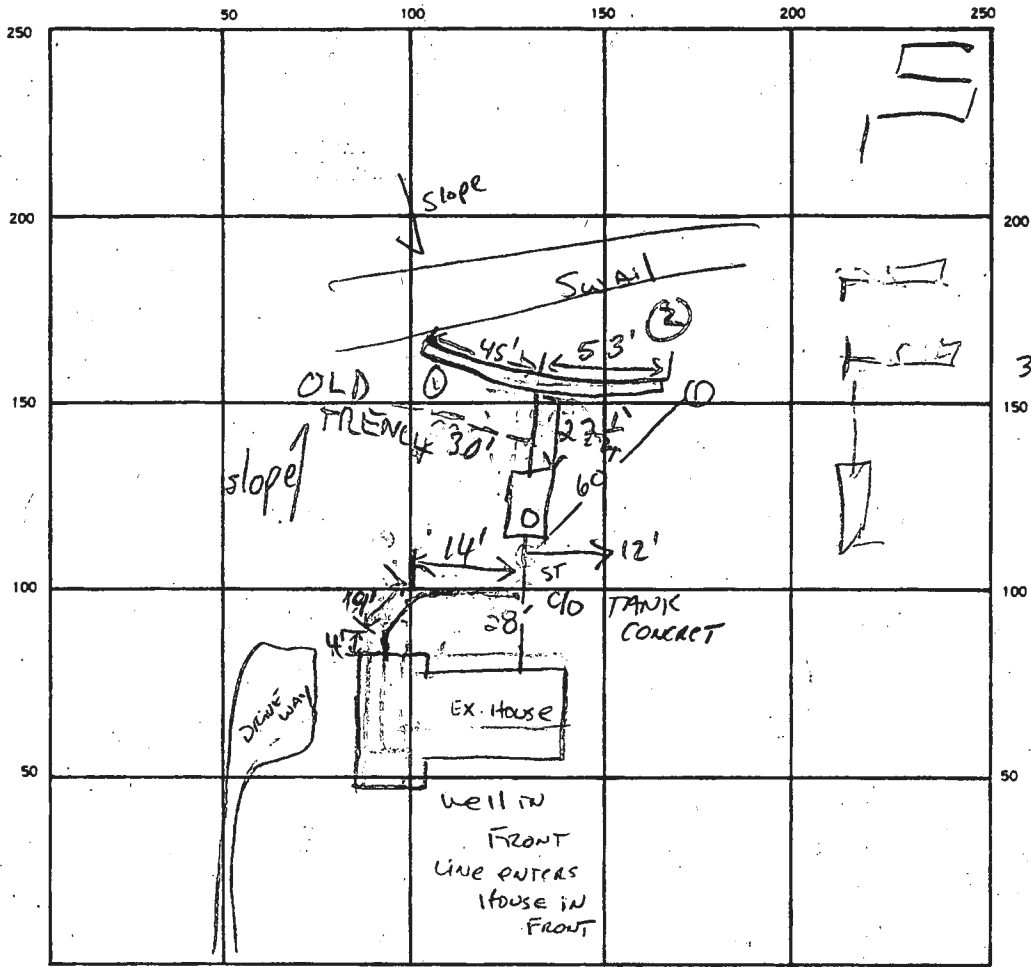 50 100 150 200 250
250
200 200
150
100 100
50 50
slope
SwAil
2
45' 53'
3
OLD 1 1
TRENCH 30'
slope
60
14' 12'
ST
19' C/O TANK
28' CONCRET
4'
DRIVE WAY
EX. HOUSE
well in
FRONT
LINE ENTERS
HOUSE IN
FRONT